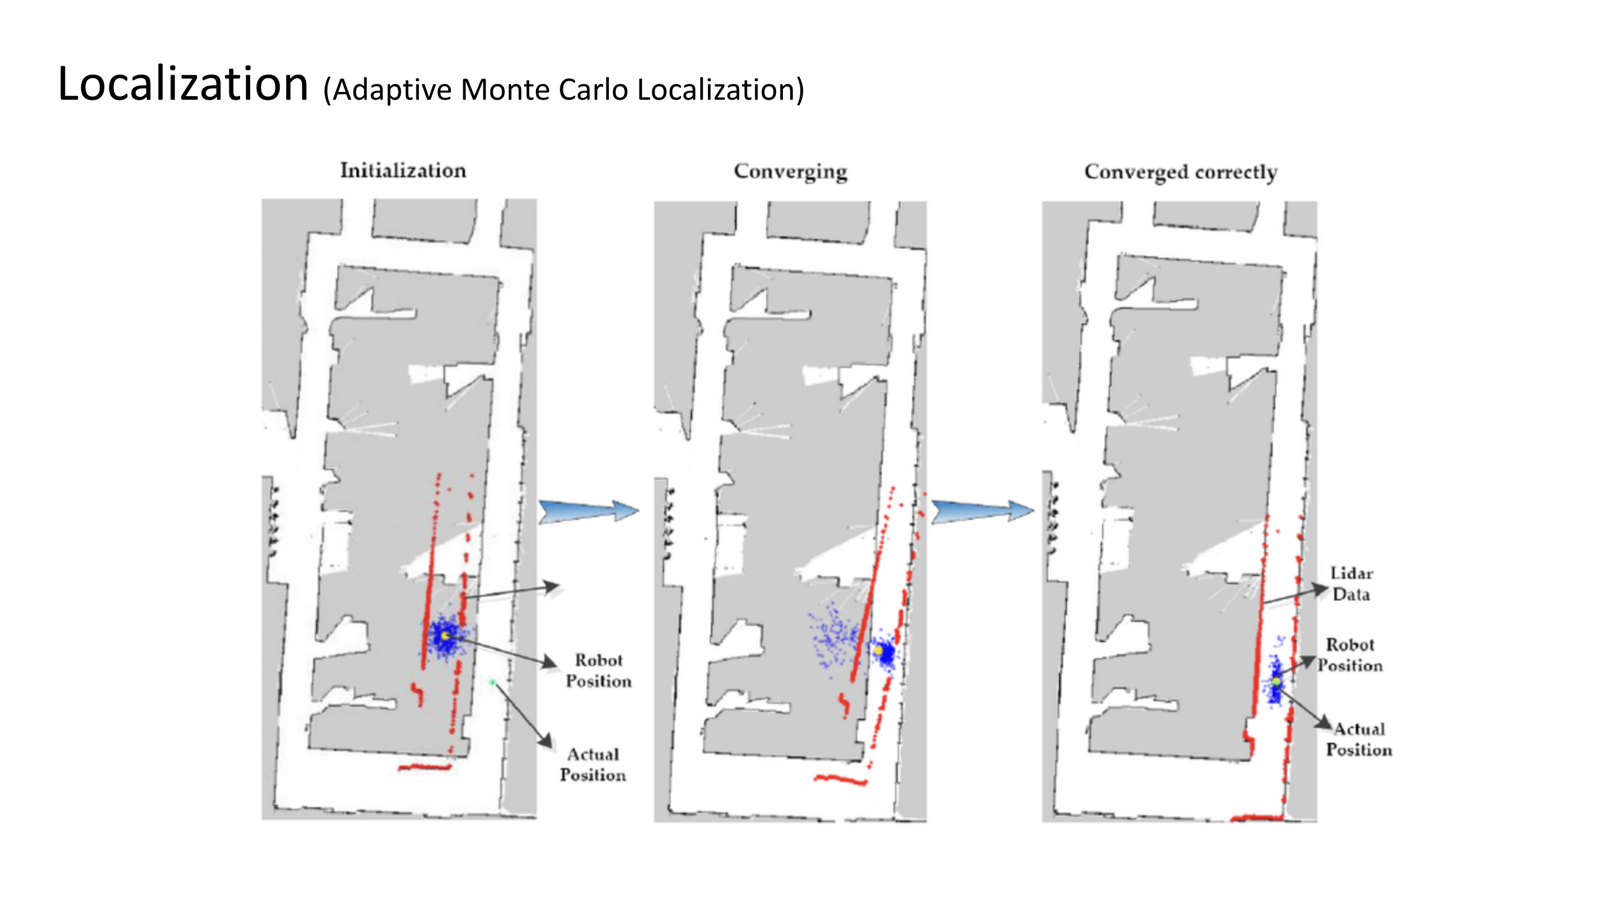 Localization (Adaptive Monte Carlo Localization)
Initialization
Converging
Converged correctly
Robot
Position
Actual
Position
Lidar
Data
Robot
Position
Actual
Position